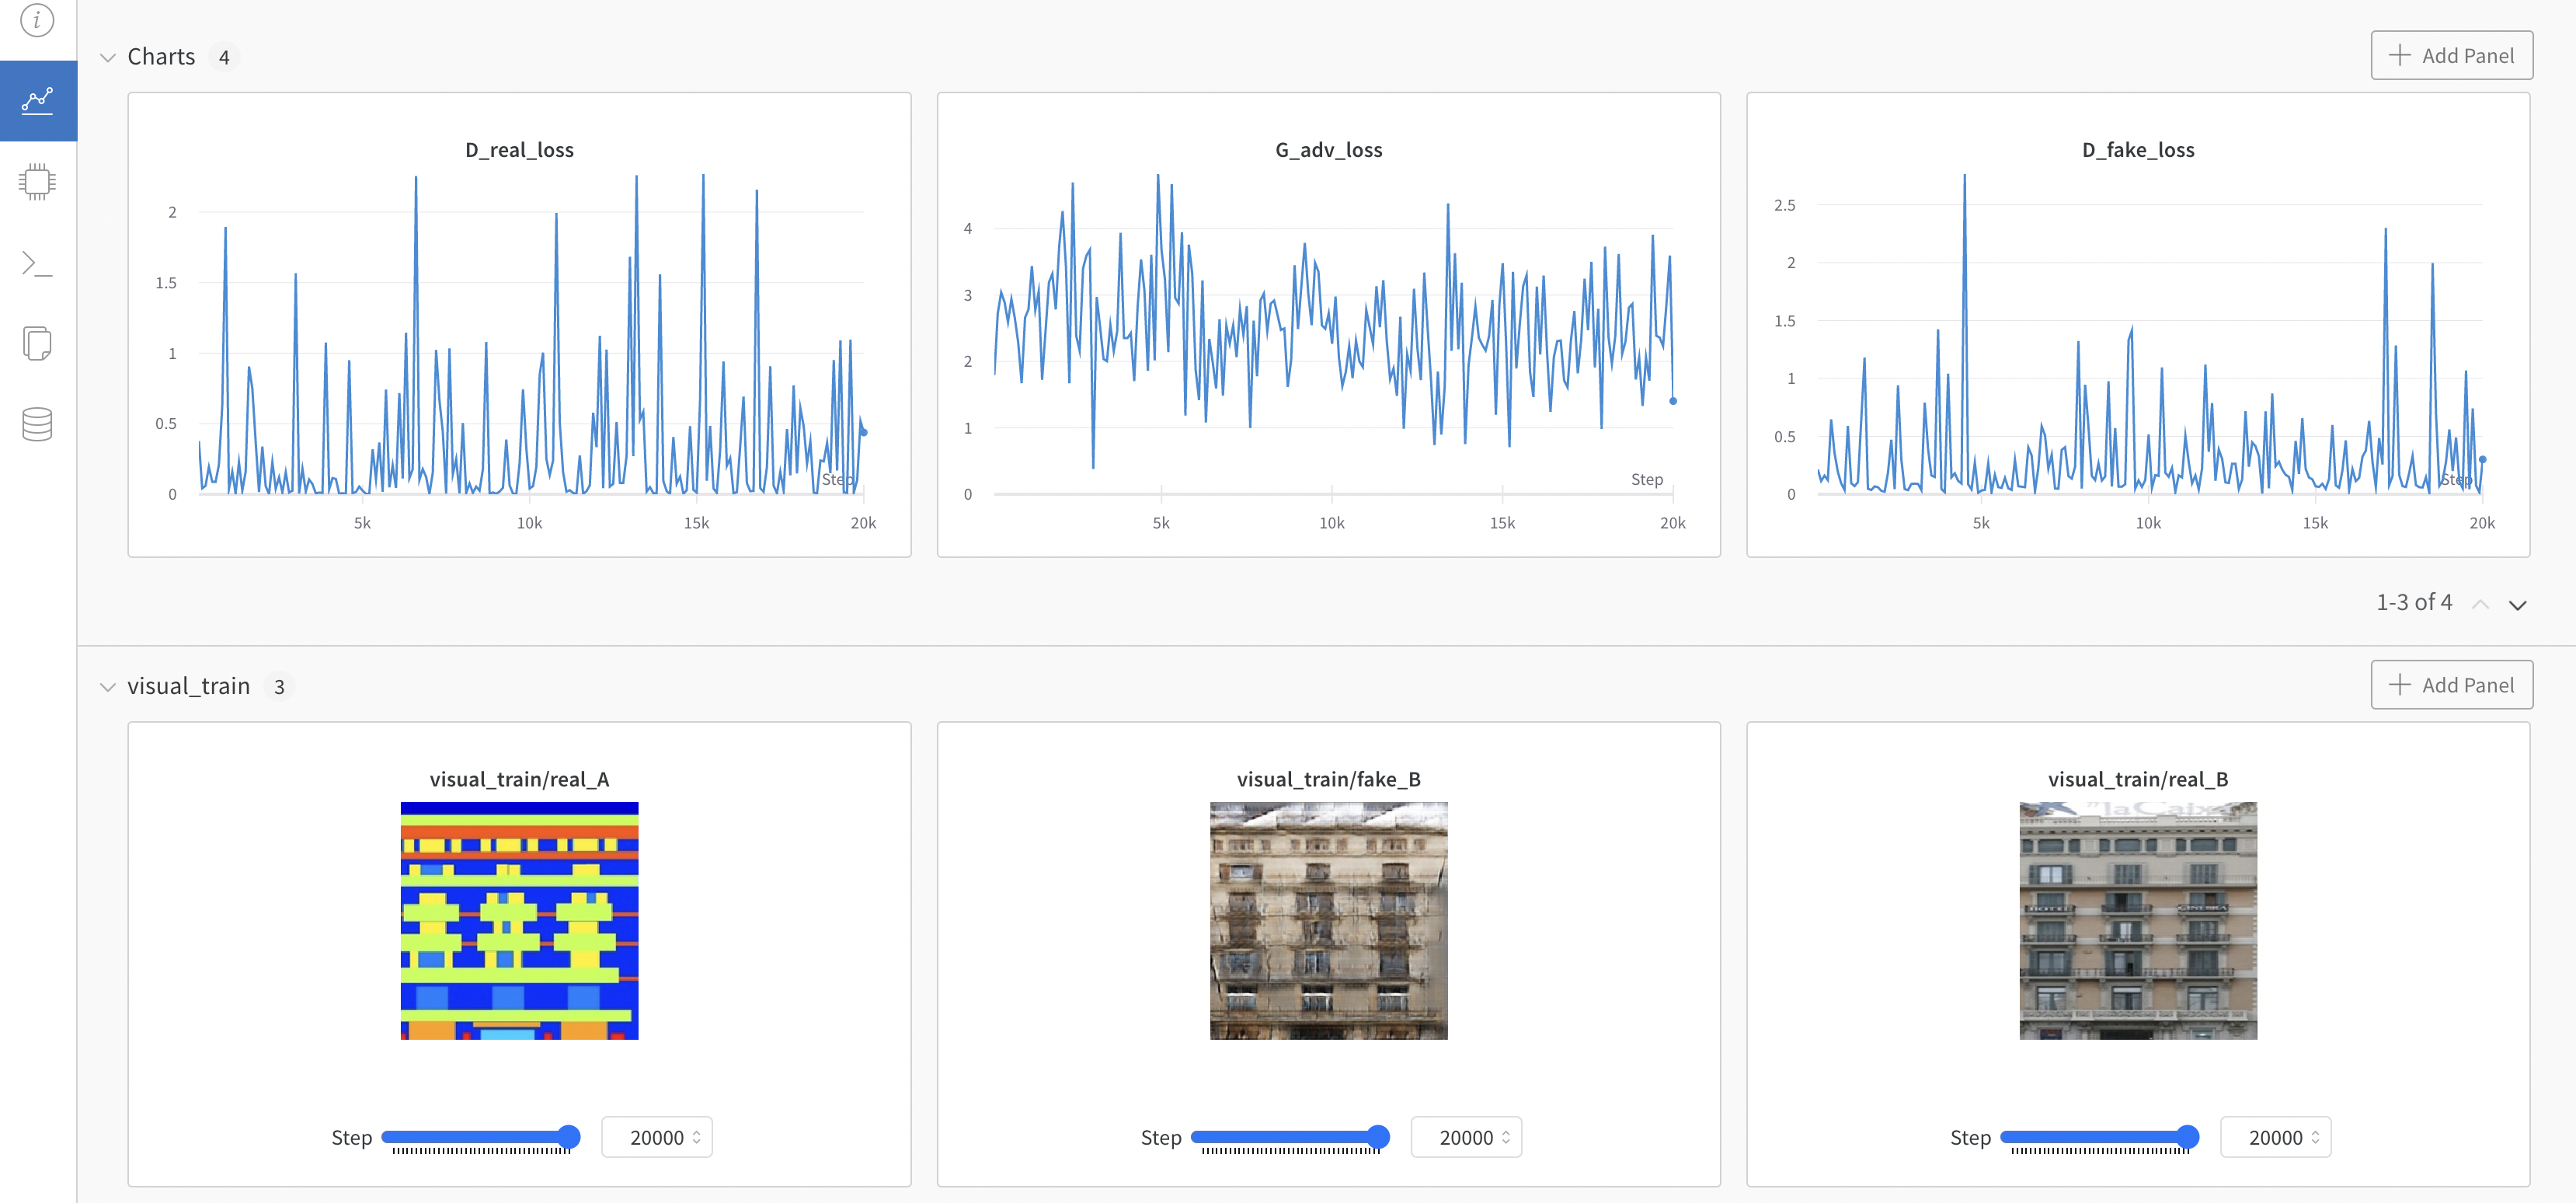 Charts 4
+ Add Panel
D_real_loss
2
1.5
1
0.5
0
5k
10k
15k
20k
Step
G_adv_loss
4
3
2
1
0
5k
10k
15k
20k
Step
D_fake_loss
2.5
2
1.5
1
0.5
0
5k
10k
15k
20k
Step
1-3 of 4
visual_train 3
+ Add Panel
visual_train/real_A
Step 20000
visual_train/fake_B
Step 20000
visual_train/real_B
"laCaixa
HOTEL
Step 20000